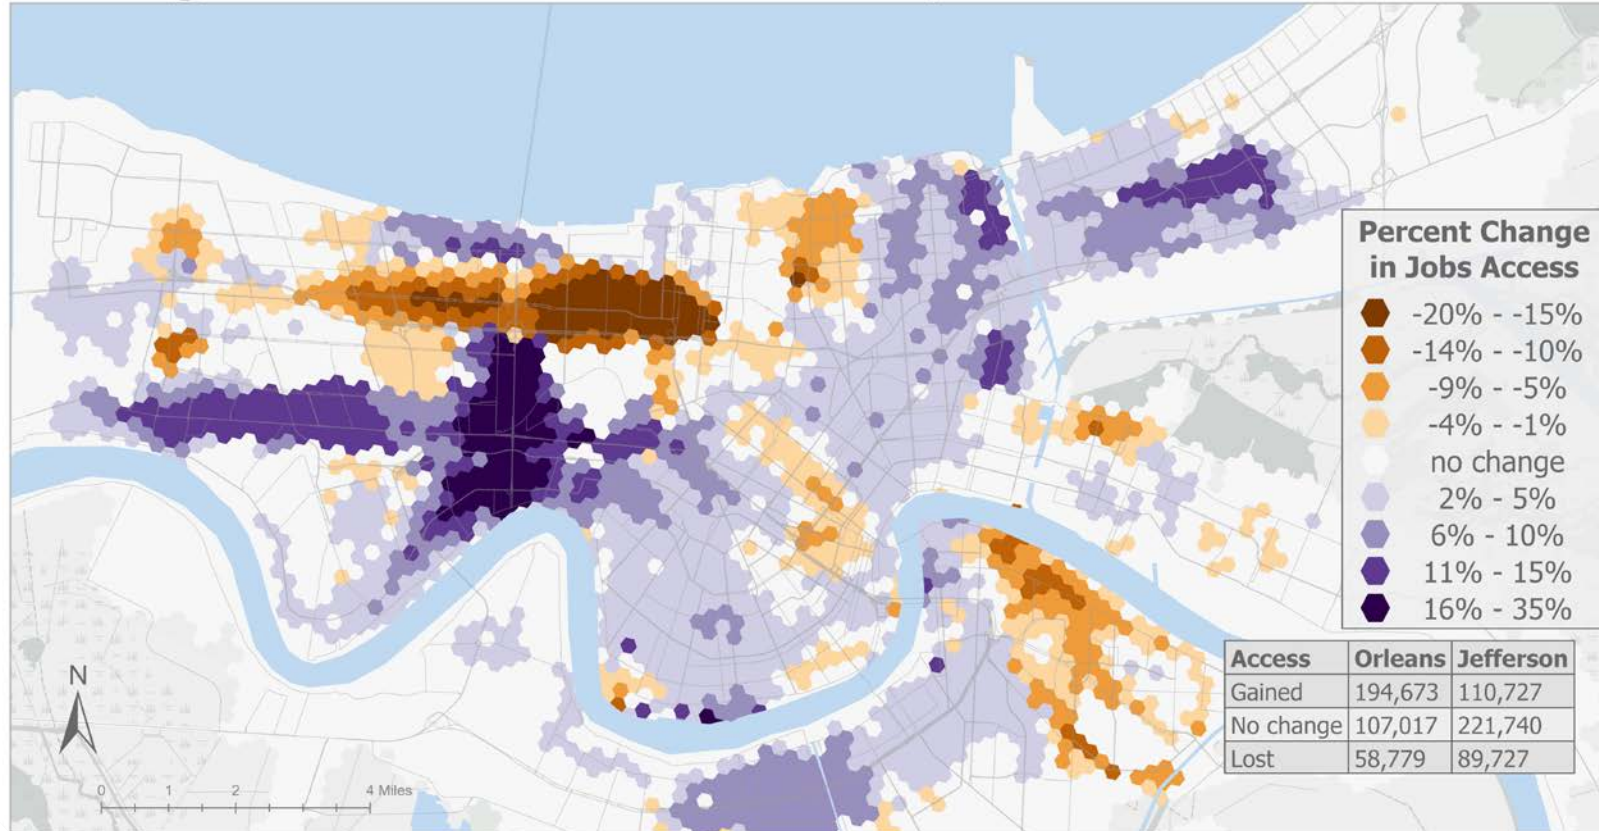 Percent Change
in Jobs Access
-20% - -15%
-14% - -10%
-9% - -5%
-4% - -1%
no change
2% - 5%
6% - 10%
11% - 15%
16% - 35%
Access Orleans Jefferson
Gained 194,673 110,727
No change 107,017 221,740
Lost 58,779 89,727
N
0 1 2 4 Miles